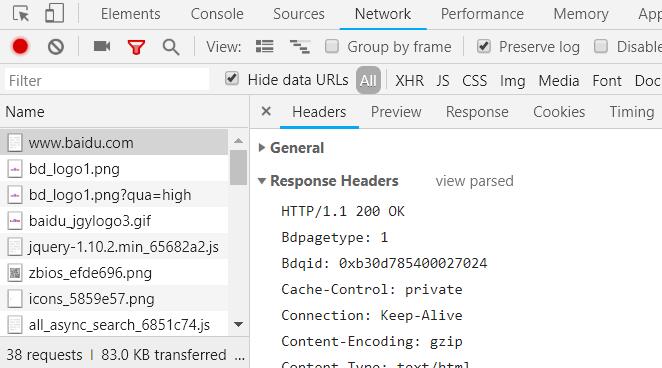 Elements Console Sources Network Performance Memory
View: Group by frame Preserve log
Filter Hide data URLs All XHR JS CSS Img Media Font
Name
www.baidu.com
bd_logo1.png
bd_logo1.png?qua=high
baidu_jgylogo3.gif
jquery-1.10.2.min_65682a2.js
zbios_efde696.png
icons_5859e57.png
all_async_search_6851c74.js
38 requests | 83.0 KB transferred ...
× Headers Preview Response Cookies Timing
General
Response Headers view parsed
HTTP/1.1 200 OK
Bdpagetype: 1
Bdqid: 0xb30d785400027024
Cache-Control: private
Connection: Keep-Alive
Content-Encoding: gzip
Content-Type: text/html